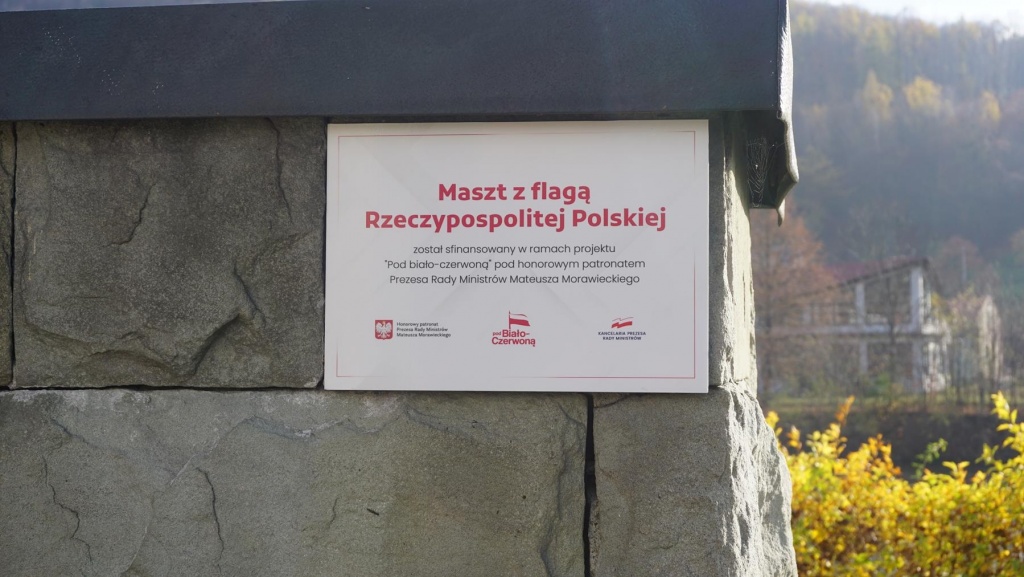 Maszt z flagą
Rzeczypospolitej Polskiej
został sfinansowany w ramach projektu
"Pod biało-czerwoną" pod honorowym patronatem
Prezesa Rady Ministrów Mateusza Morawieckiego
Honorowy patronat
Prezesa Rady Ministrów
Mateusza Morawieckiego
pod Biało-
Czerwoną
KANCELARIA PREZESA
RADY MINISTRÓW